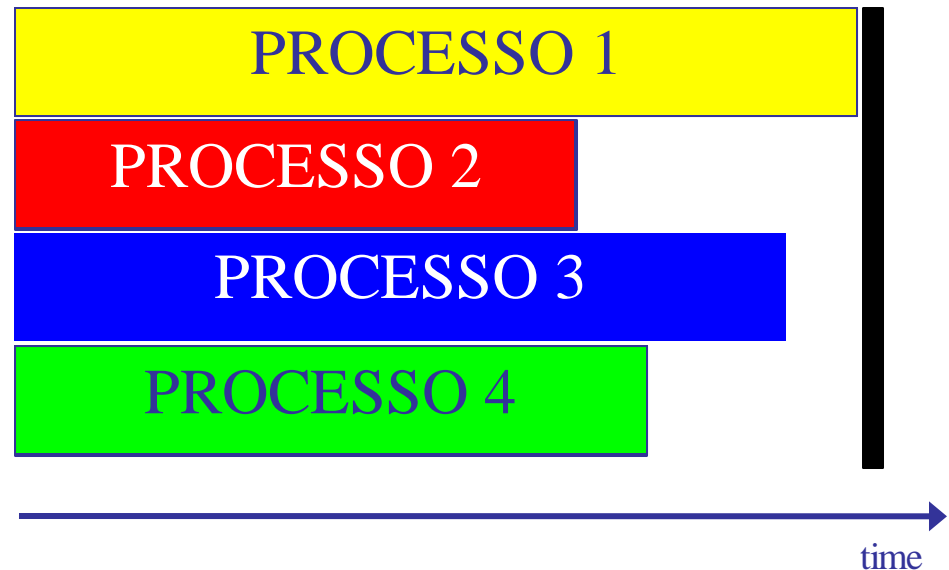 PROCESSO 1
PROCESSO 2
PROCESSO 3
PROCESSO 4
time